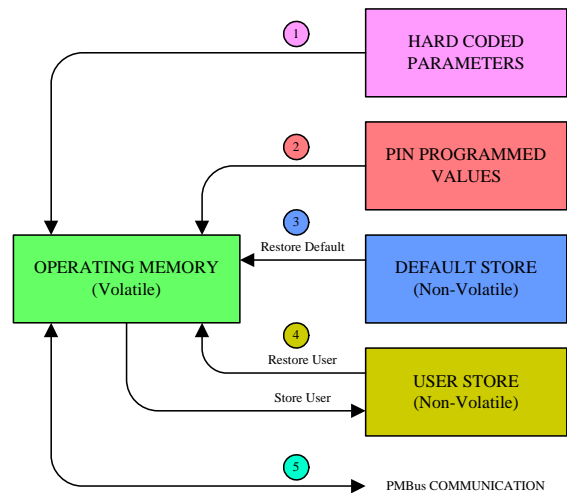 1
HARD CODED
PARAMETERS
2
PIN PROGRAMMED
VALUES
3
Restore Default
OPERATING MEMORY
(Volatile)
DEFAULT STORE
(Non-Volatile)
4
Restore User
Store User
USER STORE
(Non-Volatile)
5
PMBus COMMUNICATION